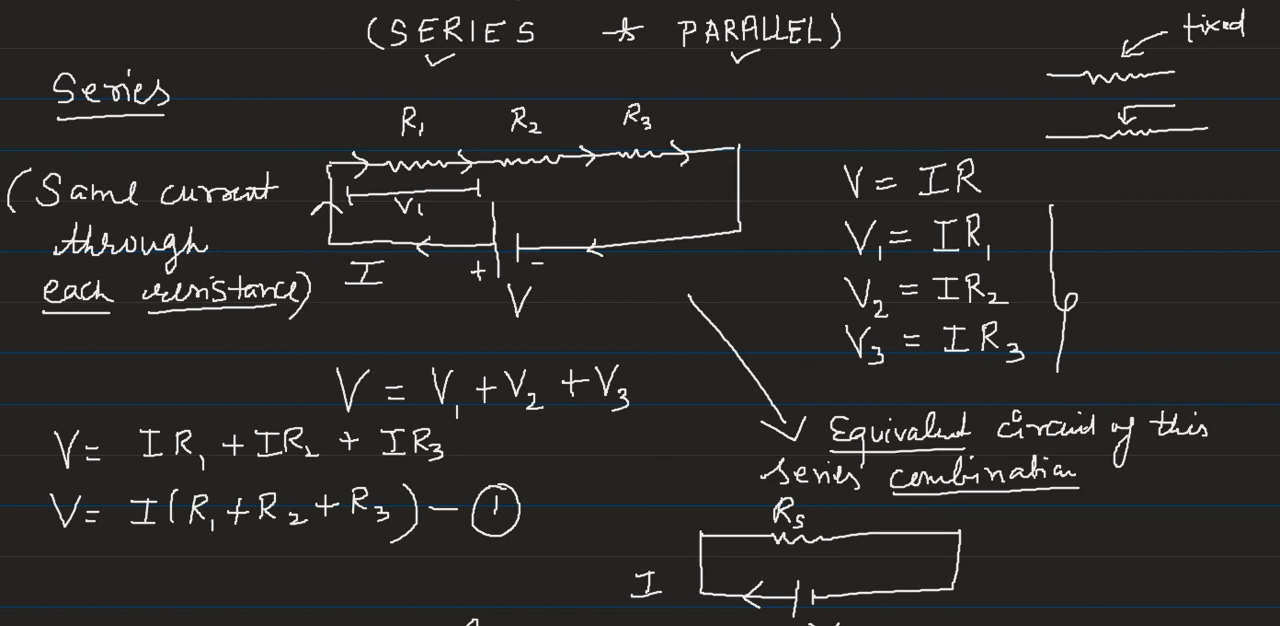 (SERIES & PARALLEL)
fixed
Series
R₁ R₂ R₃
(Same current
through
each resistance)
V₁
I
+ -
V
V = IR
V₁ = IR₁
V₂ = IR₂
V₃ = IR₃
V = V₁ + V₂ + V₃
V = IR₁ + IR₂ + IR₃
V = I(R₁ + R₂ + R₃) - ①
Equivalent circuit of this
series combination
Rs
I